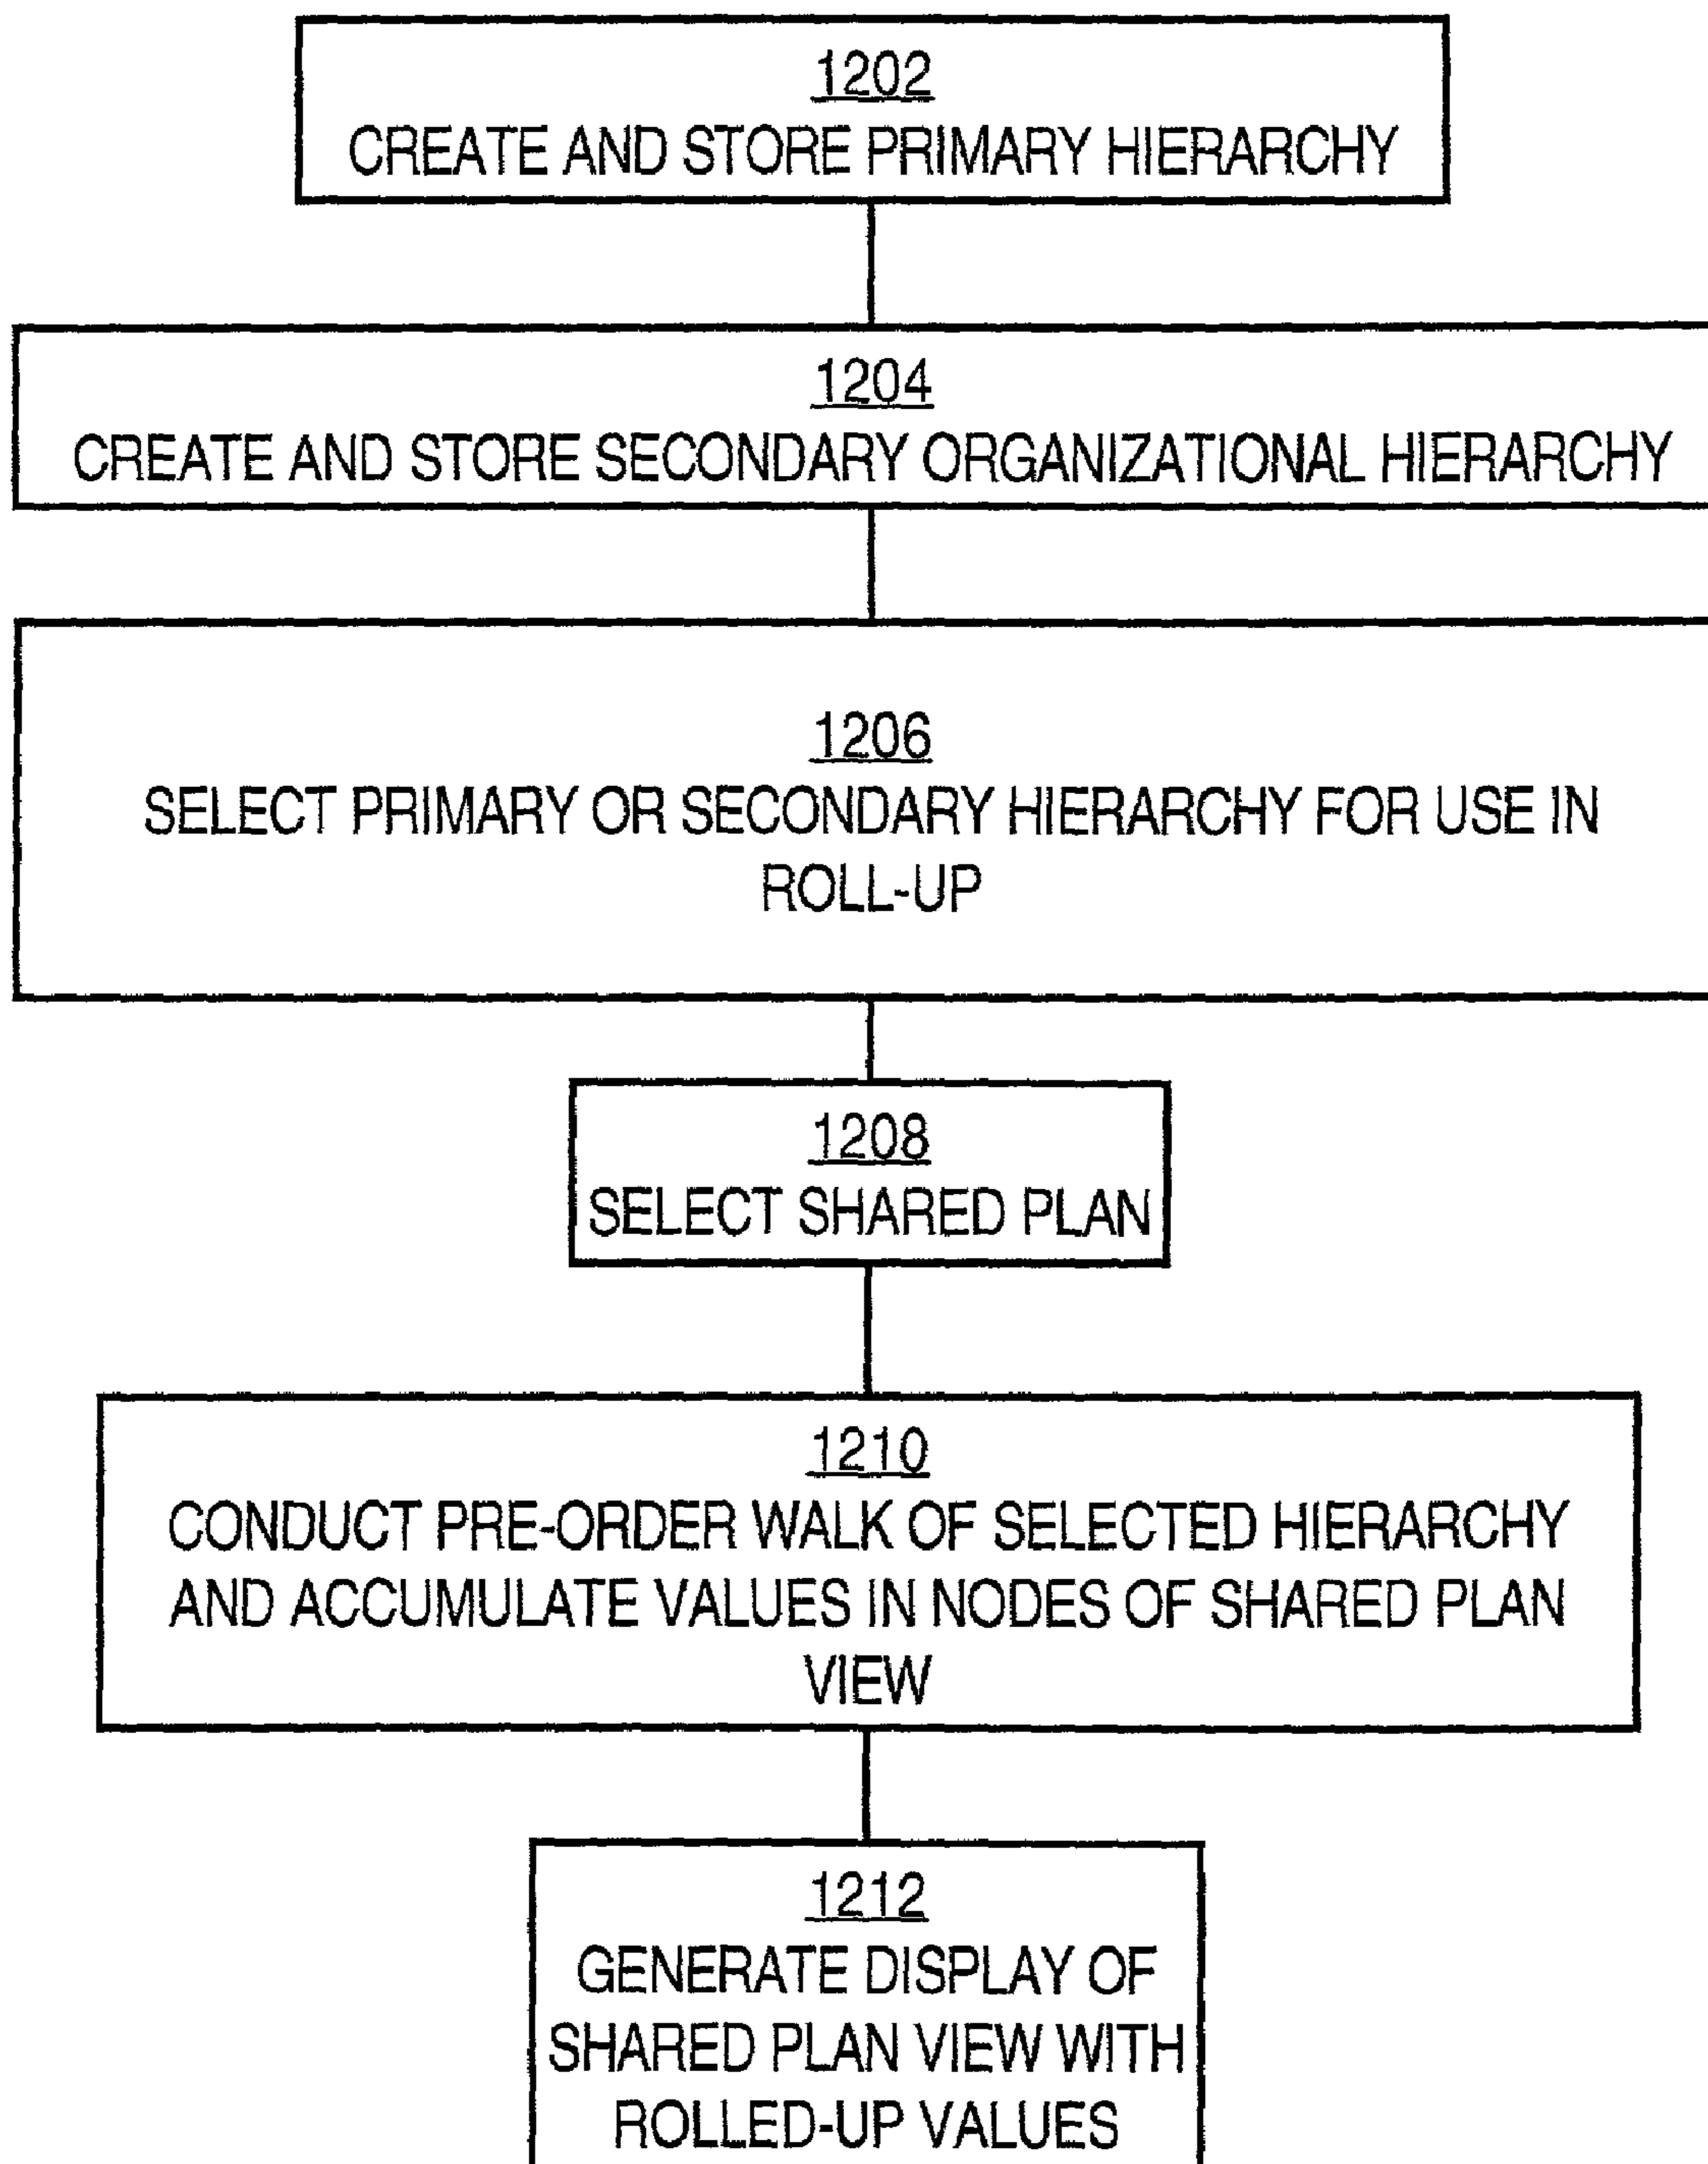 1202
CREATE AND STORE PRIMARY HIERARCHY
1204
CREATE AND STORE SECONDARY ORGANIZATIONAL HIERARCHY
1206
SELECT PRIMARY OR SECONDARY HIERARCHY FOR USE IN
ROLL-UP
1208
SELECT SHARED PLAN
1210
CONDUCT PRE-ORDER WALK OF SELECTED HIERARCHY
AND ACCUMULATE VALUES IN NODES OF SHARED PLAN
VIEW
1212
GENERATE DISPLAY OF
SHARED PLAN VIEW WITH
ROLLED-UP VALUES